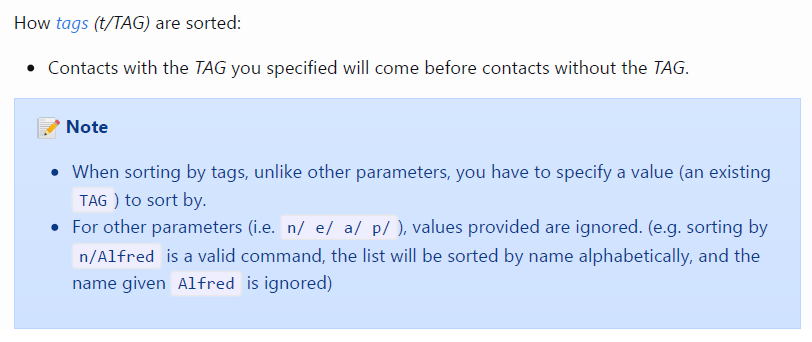 How tags (t/TAG) are sorted:
• Contacts with the TAG you specified will come before contacts without the TAG.
📝 Note
• When sorting by tags, unlike other parameters, you have to specify a value (an existing
TAG ) to sort by.
• For other parameters (i.e. n/ e/ a/ p/ ), values provided are ignored. (e.g. sorting by
n/Alfred is a valid command, the list will be sorted by name alphabetically, and the
name given Alfred is ignored)